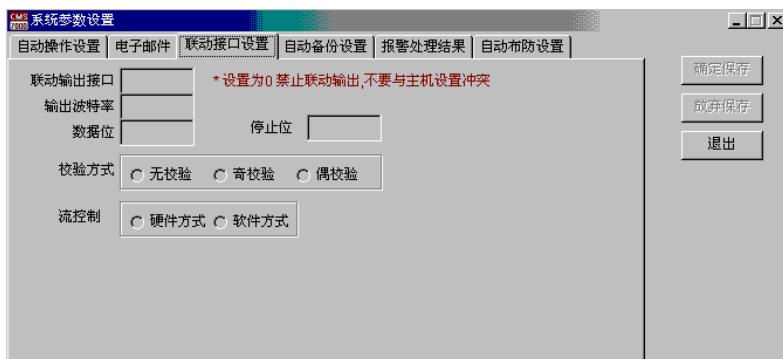 CMS 7000 系统参数设置
自动操作设置 电子邮件 联动接口设置 自动备份设置 报警处理结果 自动布防设置
联动输出接口 *设置为0 禁止联动输出,不要与主机设置冲突
确定保存
输出波特率
放弃保存
数据位 停止位
退出
校验方式 无校验 奇校验 偶校验
流控制 硬件方式 软件方式